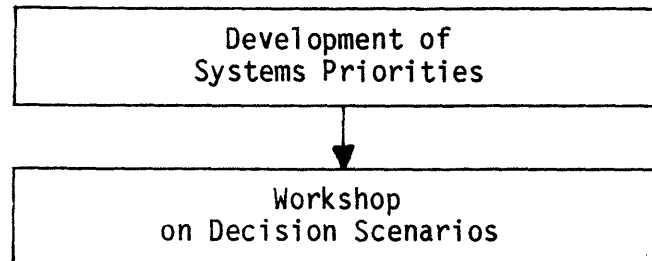 Development of
Systems Priorities
Workshop
on Decision Scenarios